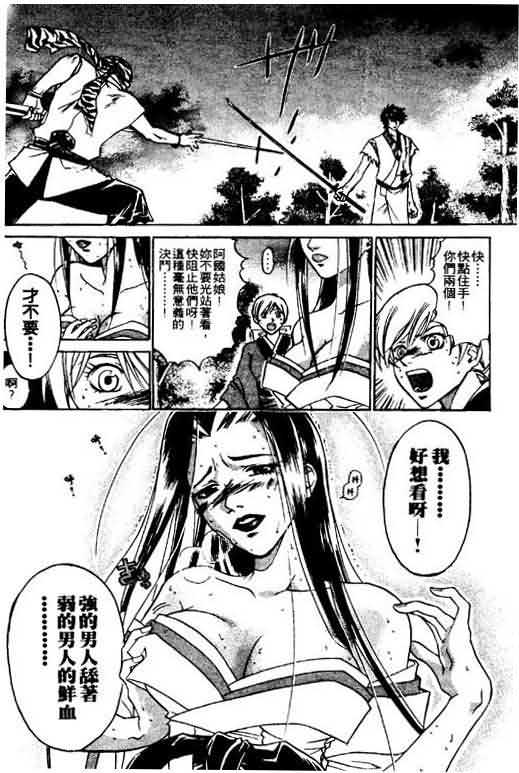 快……
快點住手！
你們兩個！
…
阿國姑娘！
妳不要光站著看，
快阻止他們呀！
這種毫無意義的
決鬥！
才不要…！
啊？
我………
好想看呀─！
強的男人舔著
弱的男人的鮮血
………